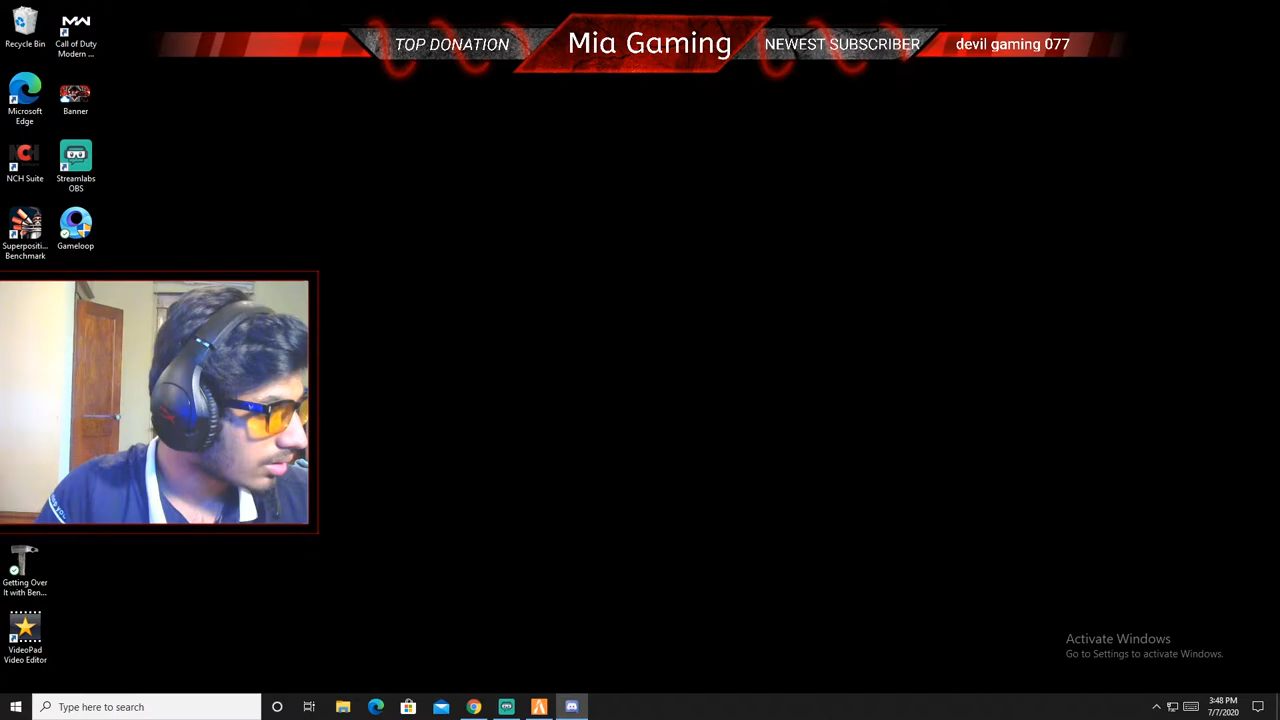 TOP DONATION
Mia Gaming
NEWEST SUBSCRIBER
devil gaming 077
Recycle Bin
Call of Duty
Modern ...
Microsoft
Edge
Banner
NCH Suite
Streamlabs
OBS
Superpositi...
Benchmark
Gameloop
Getting Over
It with Ben...
VideoPad
Video Editor
Activate Windows
Go to Settings to activate Windows.
Type here to search
3:48 PM
7/7/2020